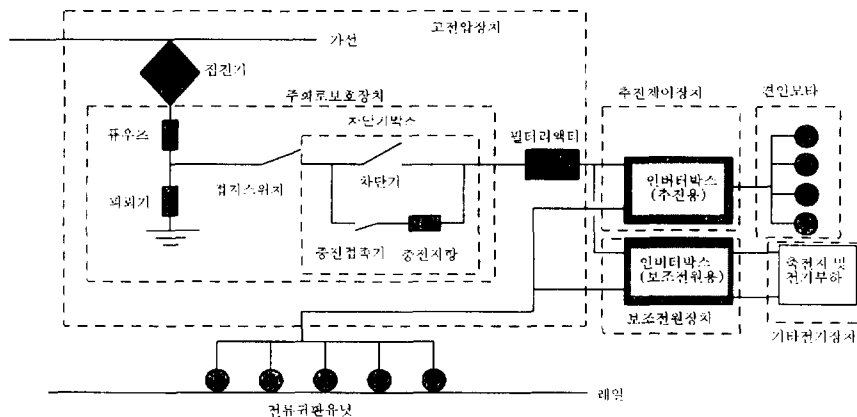 고전압장치
가선
집전기
주회로보호장치
차단기박스
퓨우즈
피뢰기
접지스위치
차단기
충전접촉기
충전저항
필터리액터
추진제어장치
견인모타
인버터박스
(추진용)
인버터박스
(보조전원용)
보조전원장치
축전지 및
전기부하
기타전기장치
레일
전류귀환유닛